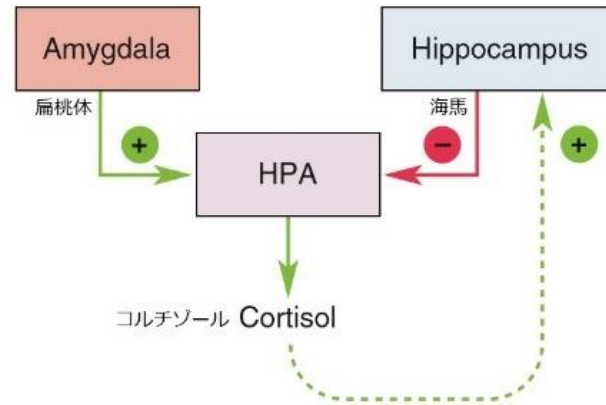 Amygdala
Hippocampus
扁桃体
海馬
+
−
+
HPA
コルチゾール Cortisol